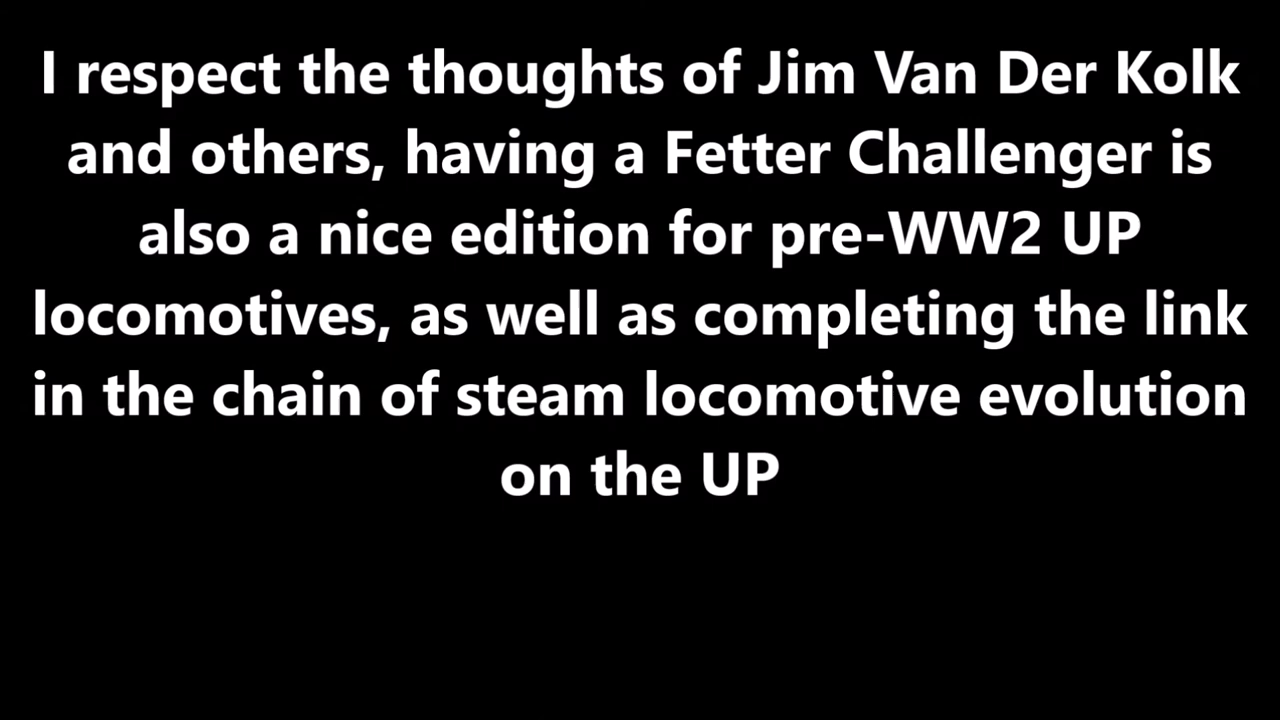 I respect the thoughts of Jim Van Der Kolk
and others, having a Fetter Challenger is
also a nice edition for pre-WW2 UP
locomotives, as well as completing the link
in the chain of steam locomotive evolution
on the UP